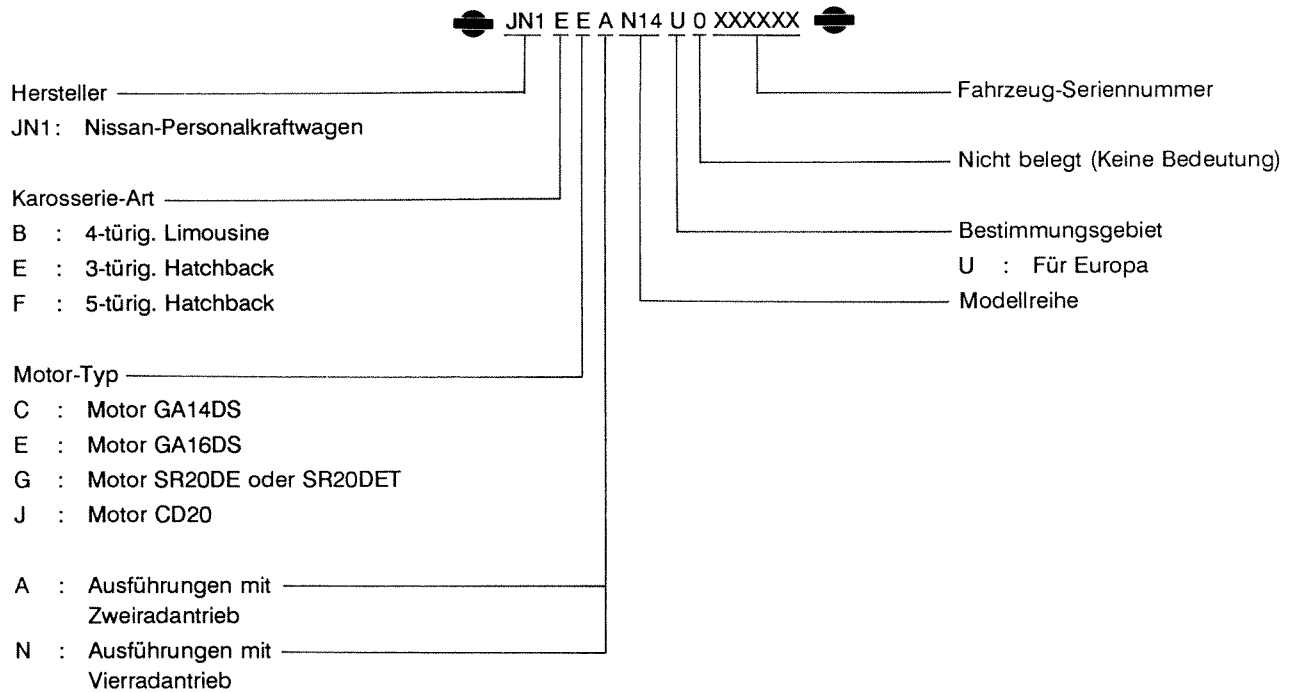 JN1 E E A N14 U 0 XXXXXX
Hersteller
JN1: Nissan-Personalkraftwagen
Karosserie-Art
B : 4-türig. Limousine
E : 3-türig. Hatchback
F : 5-türig. Hatchback
Motor-Typ
C : Motor GA14DS
E : Motor GA16DS
G : Motor SR20DE oder SR20DET
J : Motor CD20
A : Ausführungen mit
Zweiradantrieb
N : Ausführungen mit
Vierradantrieb
Fahrzeug-Seriennummer
Nicht belegt (Keine Bedeutung)
Bestimmungsgebiet
U : Für Europa
Modellreihe